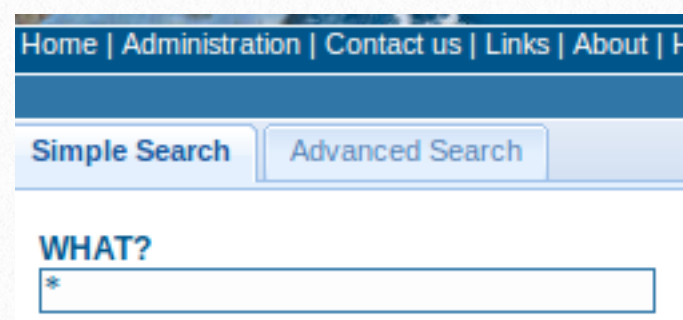 Home | Administration | Contact us | Links | About |
Simple Search Advanced Search
WHAT?
*